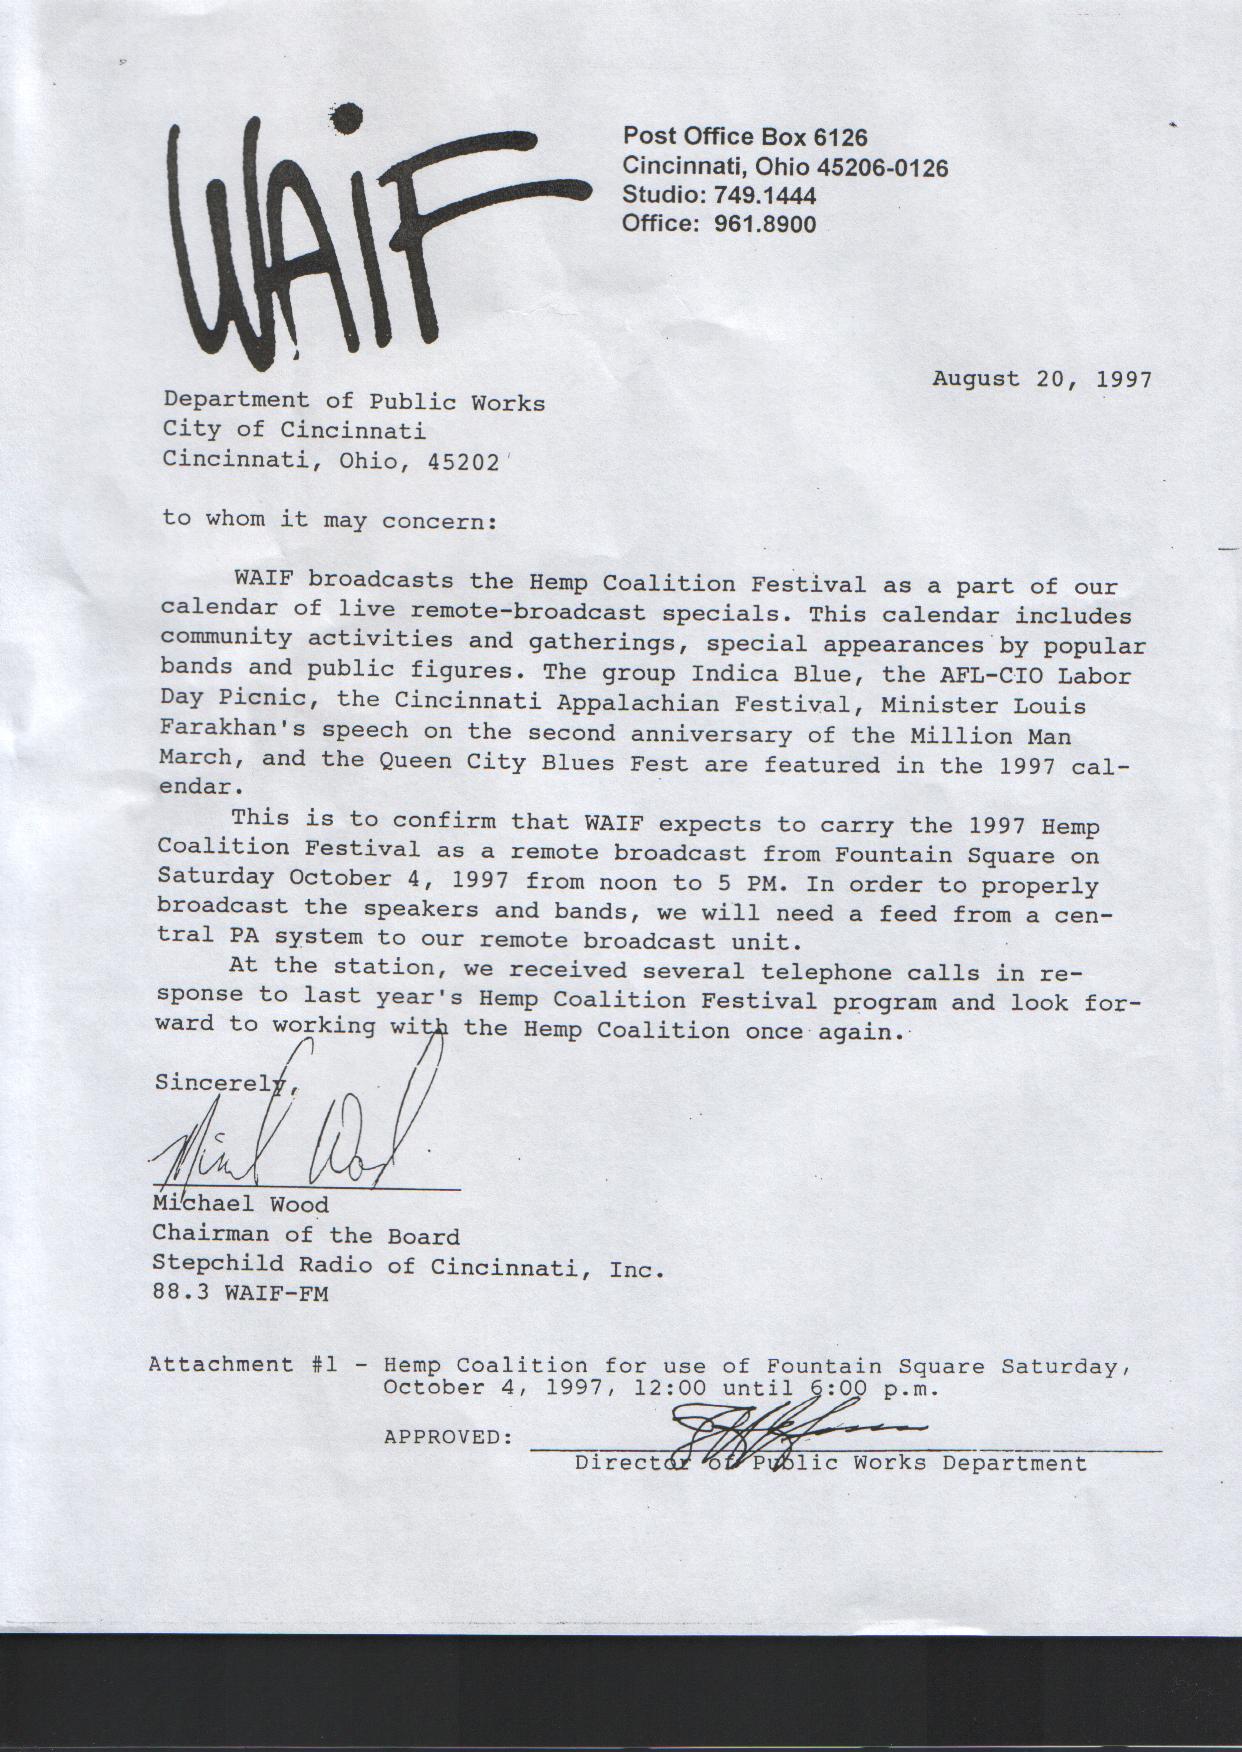 WAiF
Post Office Box 6126
Cincinnati, Ohio 45206-0126
Studio: 749.1444
Office: 961.8900
August 20, 1997
Department of Public Works
City of Cincinnati
Cincinnati, Ohio, 45202
to whom it may concern:
WAIF broadcasts the Hemp Coalition Festival as a part of our
calendar of live remote-broadcast specials. This calendar includes
community activities and gatherings, special appearances by popular
bands and public figures. The group Indica Blue, the AFL-CIO Labor
Day Picnic, the Cincinnati Appalachian Festival, Minister Louis
Farakhan's speech on the second anniversary of the Million Man
March, and the Queen City Blues Fest are featured in the 1997 cal-
endar.
This is to confirm that WAIF expects to carry the 1997 Hemp
Coalition Festival as a remote broadcast from Fountain Square on
Saturday October 4, 1997 from noon to 5 PM. In order to properly
broadcast the speakers and bands, we will need a feed from a cen-
tral PA system to our remote broadcast unit.
At the station, we received several telephone calls in re-
sponse to last year's Hemp Coalition Festival program and look for-
ward to working with the Hemp Coalition once again.
Sincerely,
Michael Wood
Chairman of the Board
Stepchild Radio of Cincinnati, Inc.
88.3 WAIF-FM
Attachment #1 - Hemp Coalition for use of Fountain Square Saturday,
October 4, 1997, 12:00 until 6:00 p.m.
APPROVED:
Director of Public Works Department